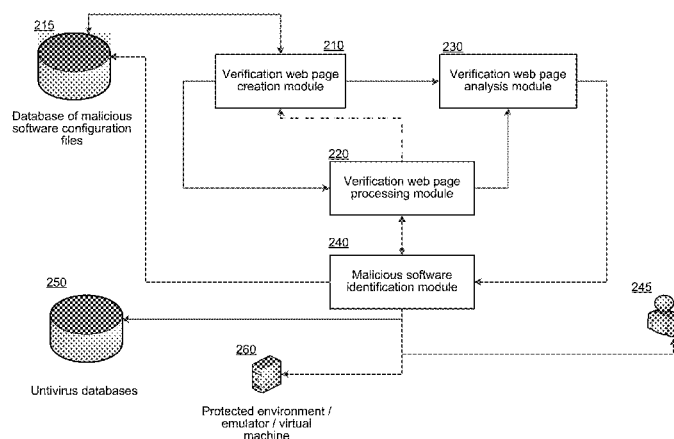 215
210
230
Verification web page
creation module
Verification web page
analysis module
Database of malicious
software configuration
files
220
Verification web page
processing module
240
Malicious software
identification module
250
245
260
Untivirus databases
Protected environment /
emulator / virtual
machine